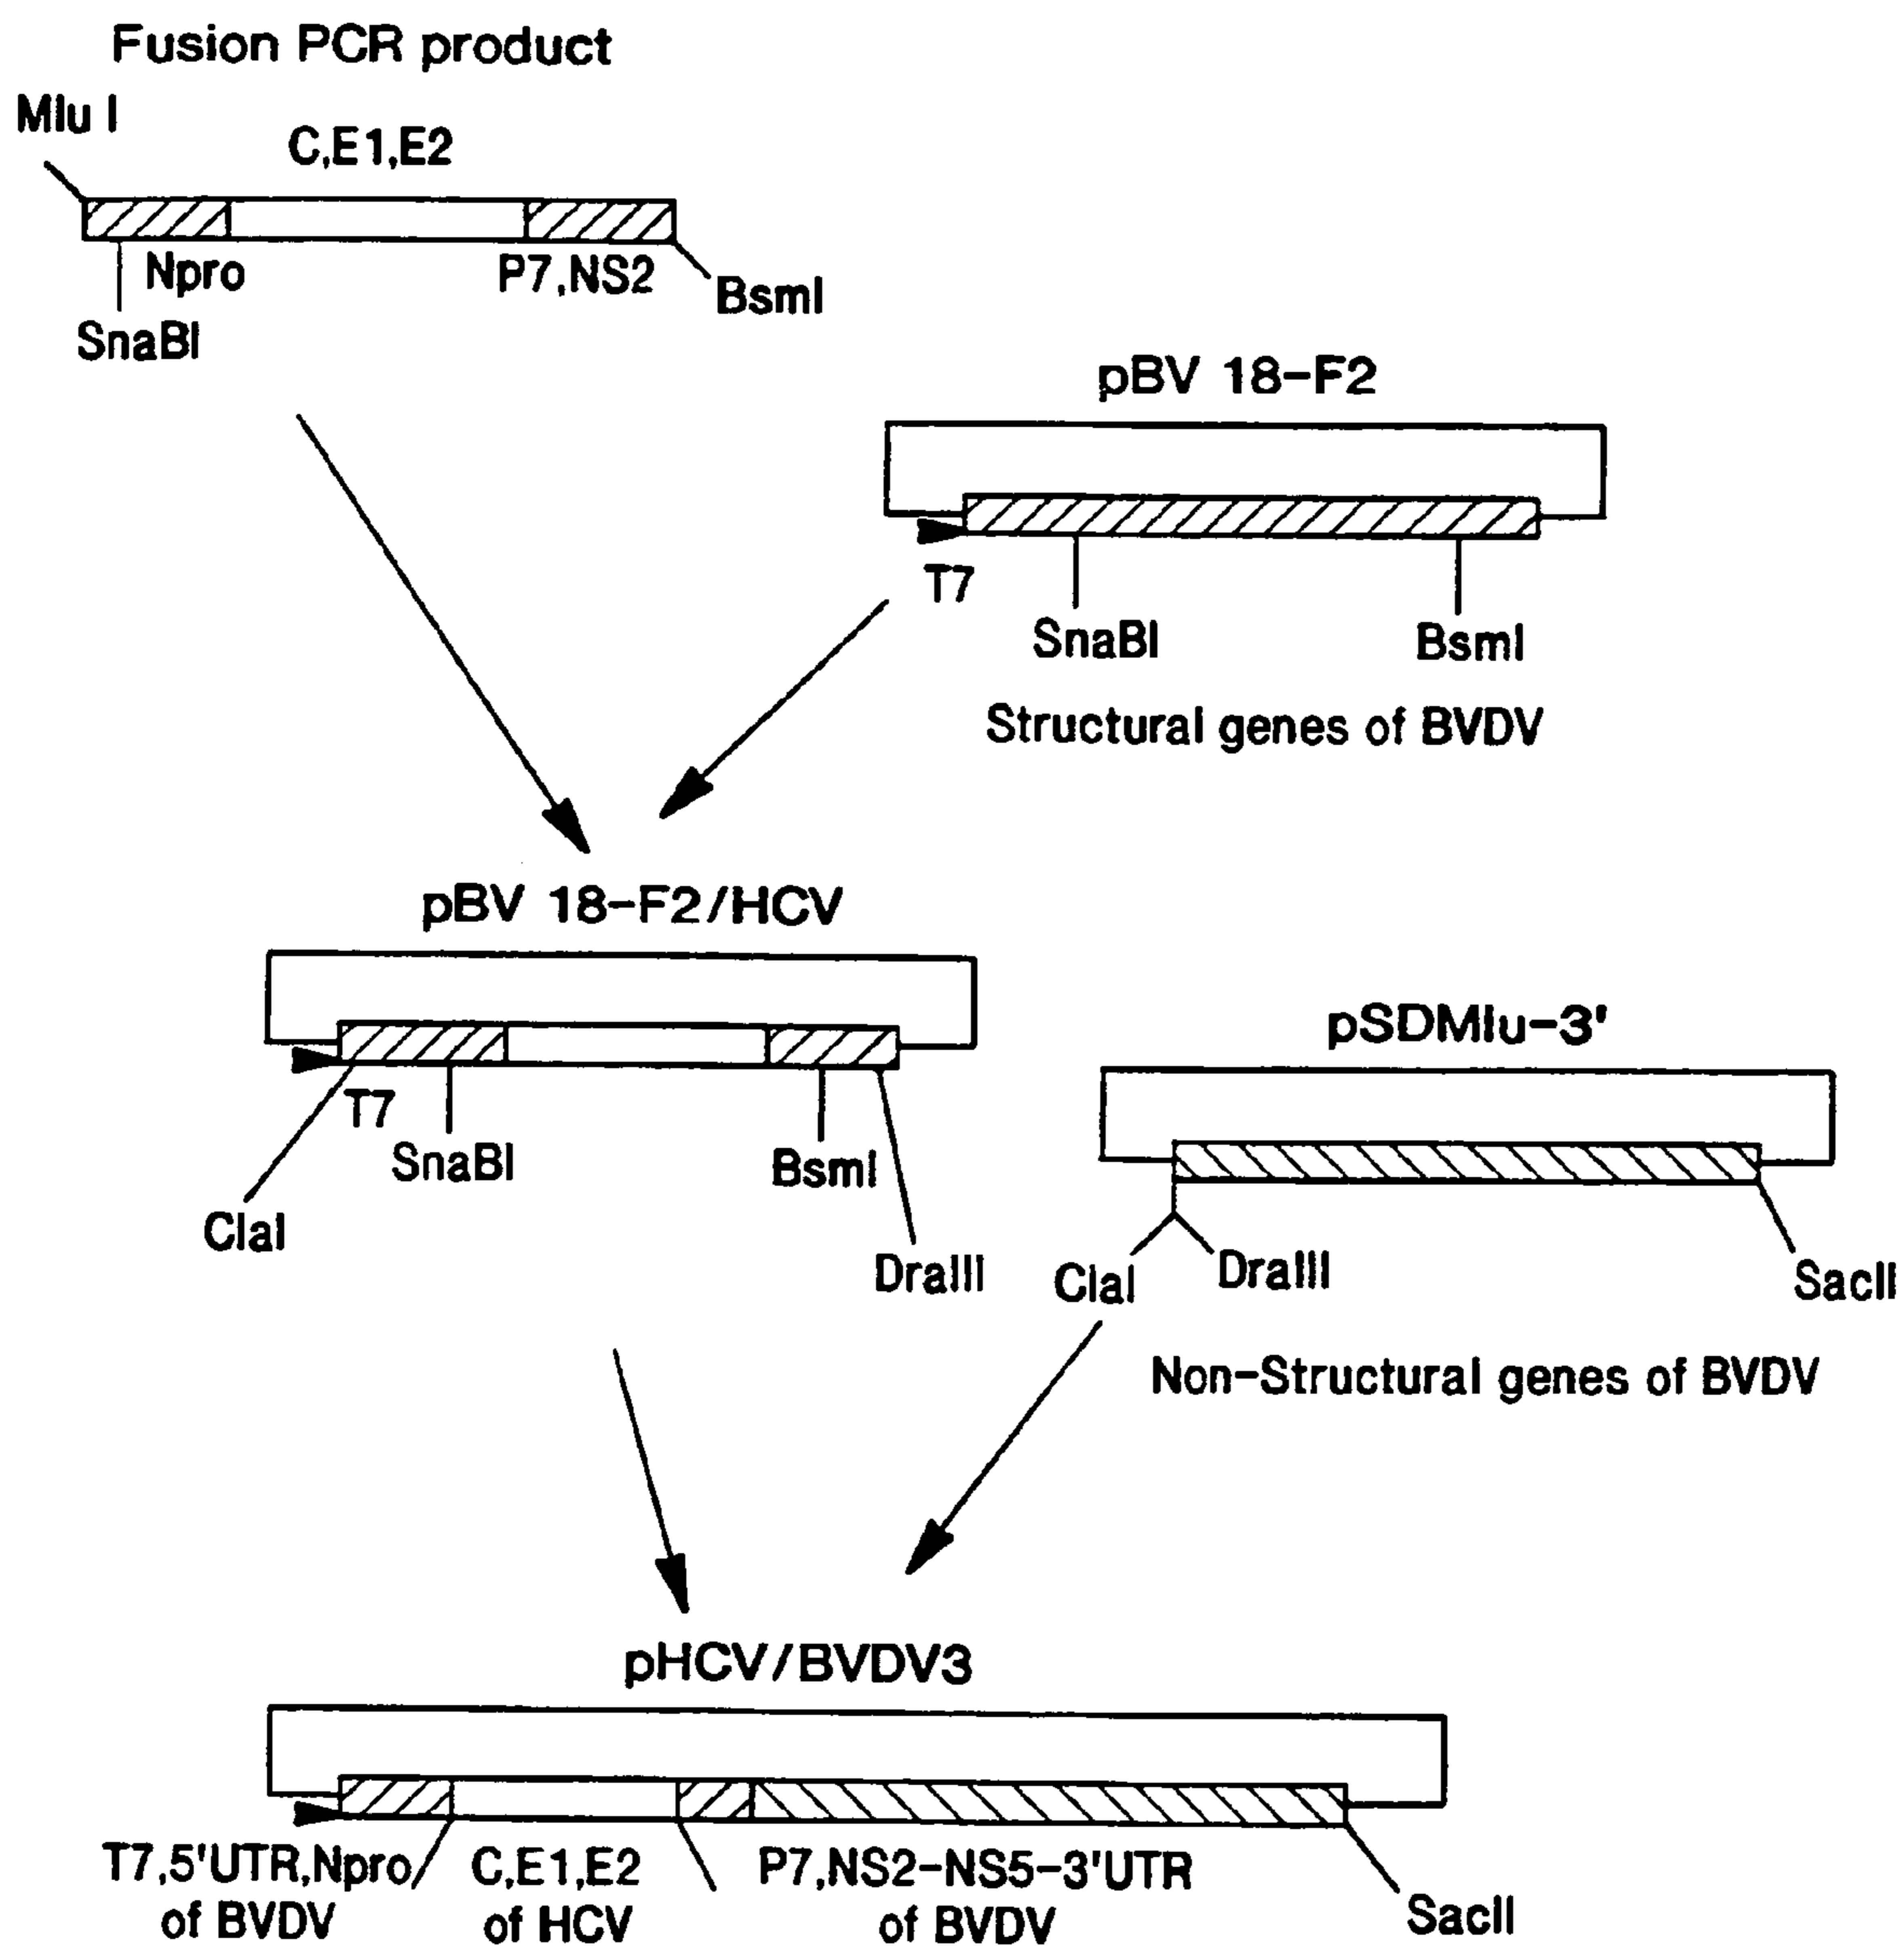 Fusion PCR product
Mlu I
C,E1,E2
Npro
P7,NS2
BsmI
SnaBI
pBV 18-F2
T7
SnaBI
BsmI
Structural genes of BVDV
pBV 18-F2/HCV
pSDMlu-3'
T7
SnaBI
BsmI
ClaI
DraIII
ClaI
DraIII
SacII
Non-Structural genes of BVDV
pHCV/BVDV3
T7,5'UTR,Npro
of BVDV
C,E1,E2
of HCV
P7,NS2-NS5-3'UTR
of BVDV
SacII